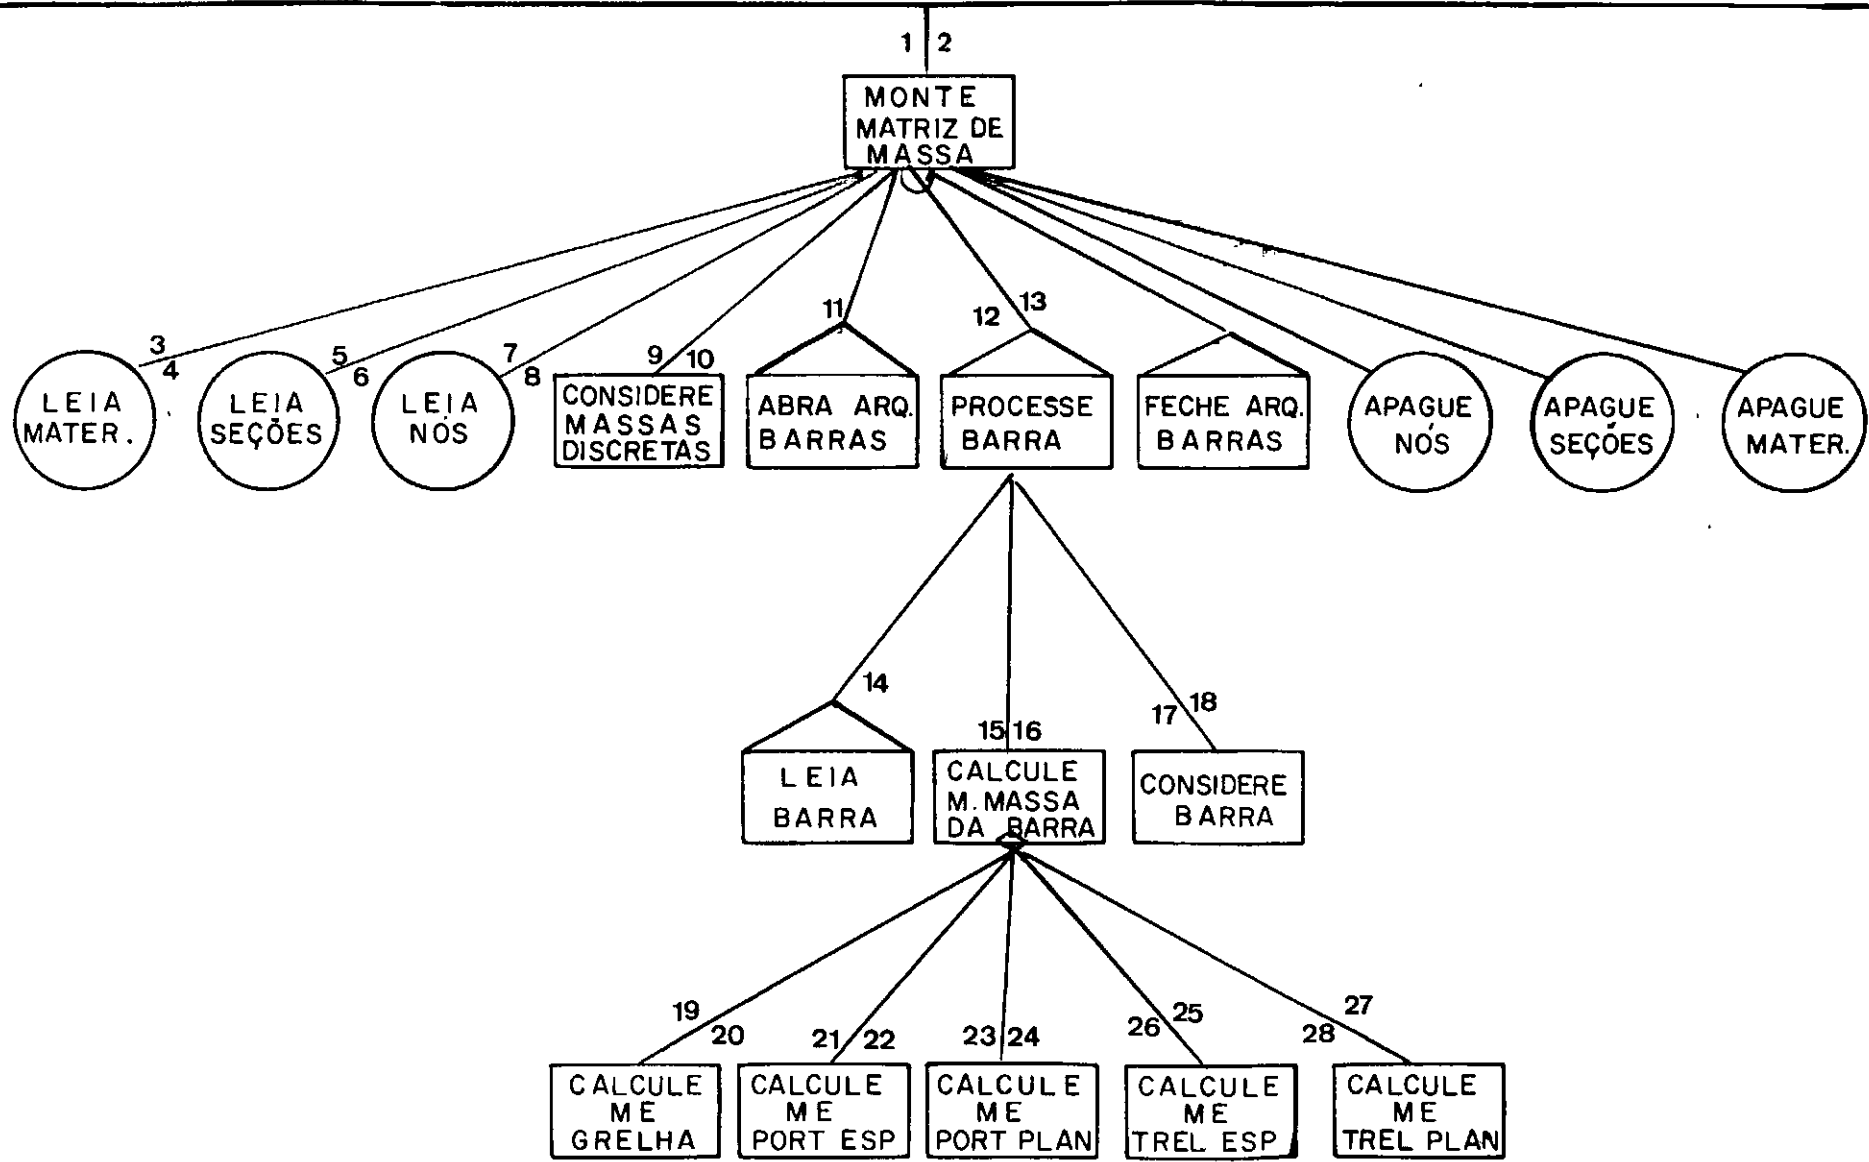 1 2
MONTE
MATRIZ DE
MASSA
3
4
5
6
7
8
9 10
11
12 13
LEIA
MATER.
LEIA
SEÇÕES
LEIA
NÓS
CONSIDERE
MASSAS
DISCRETAS
ABRA ARQ.
BARRAS
PROCESSE
BARRA
FECHE ARQ.
BARRAS
APAGUE
NÓS
APAGUE
SEÇÕES
APAGUE
MATER.
14
15 16
17 18
LEIA
BARRA
CALCULE
M. MASSA
DA BARRA
CONSIDERE
BARRA
19
20
21 22
23 24
26 25
27
28
CALCULE
ME
GRELHA
CALCULE
ME
PORT ESP
CALCULE
ME
PORT PLAN
CALCULE
ME
TREL ESP
CALCULE
ME
TREL PLAN